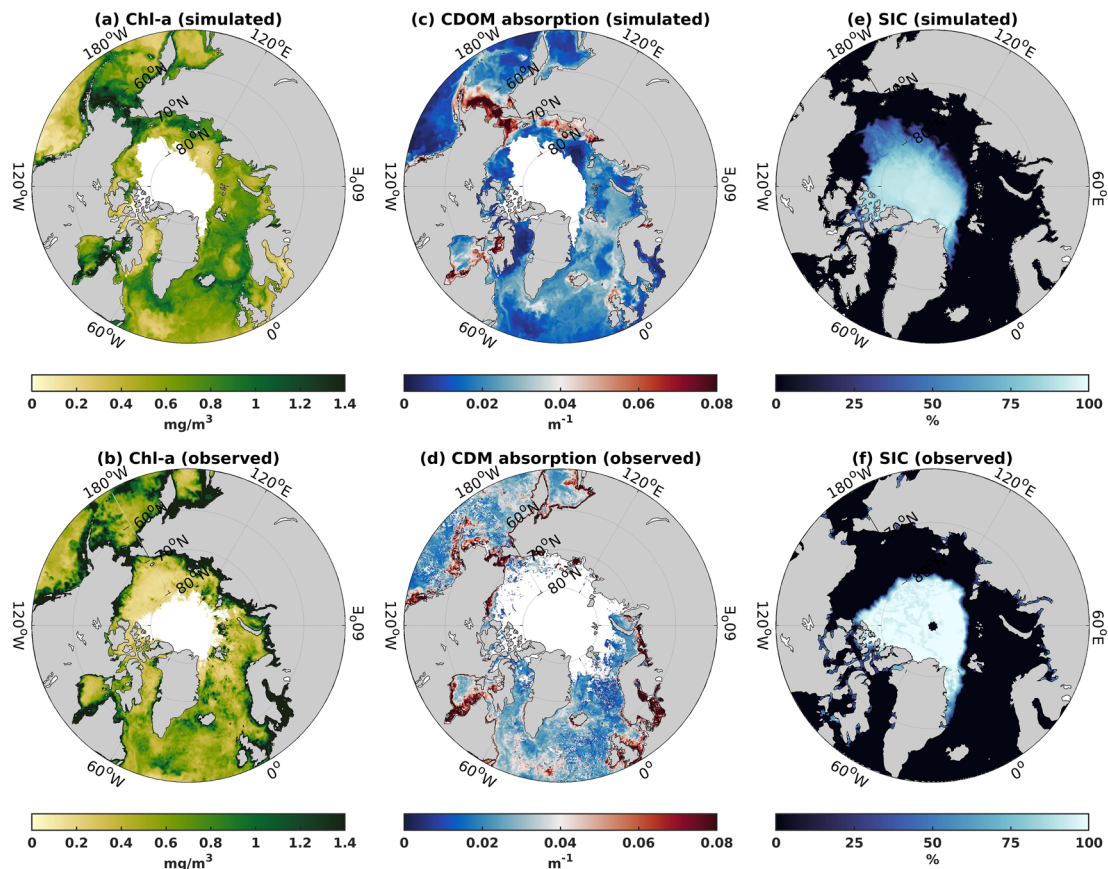 (a) Chl-a (simulated)
180°W
120°E
60°N
70°N
80°N
120°W
60°E
60°W
0°
0 0.2 0.4 0.6 0.8 1 1.2 1.4
mg/m³
(c) CDOM absorption (simulated)
180°W
120°E
60°N
70°N
80°N
120°W
60°E
60°W
0°
0 0.02 0.04 0.06 0.08
m⁻¹
(e) SIC (simulated)
180°W
120°E
70°N
80°N
120°W
60°E
60°W
0°
0 25 50 75 100
%
(b) Chl-a (observed)
180°W
120°E
60°N
70°N
80°N
120°W
60°E
60°W
0°
0 0.2 0.4 0.6 0.8 1 1.2 1.4
mg/m³
(d) CDM absorption (observed)
180°W
120°E
60°N
70°N
80°N
120°W
60°E
60°W
0°
0 0.02 0.04 0.06 0.08
m⁻¹
(f) SIC (observed)
180°W
120°E
70°N
120°W
60°E
60°W
0°
0 25 50 75 100
%